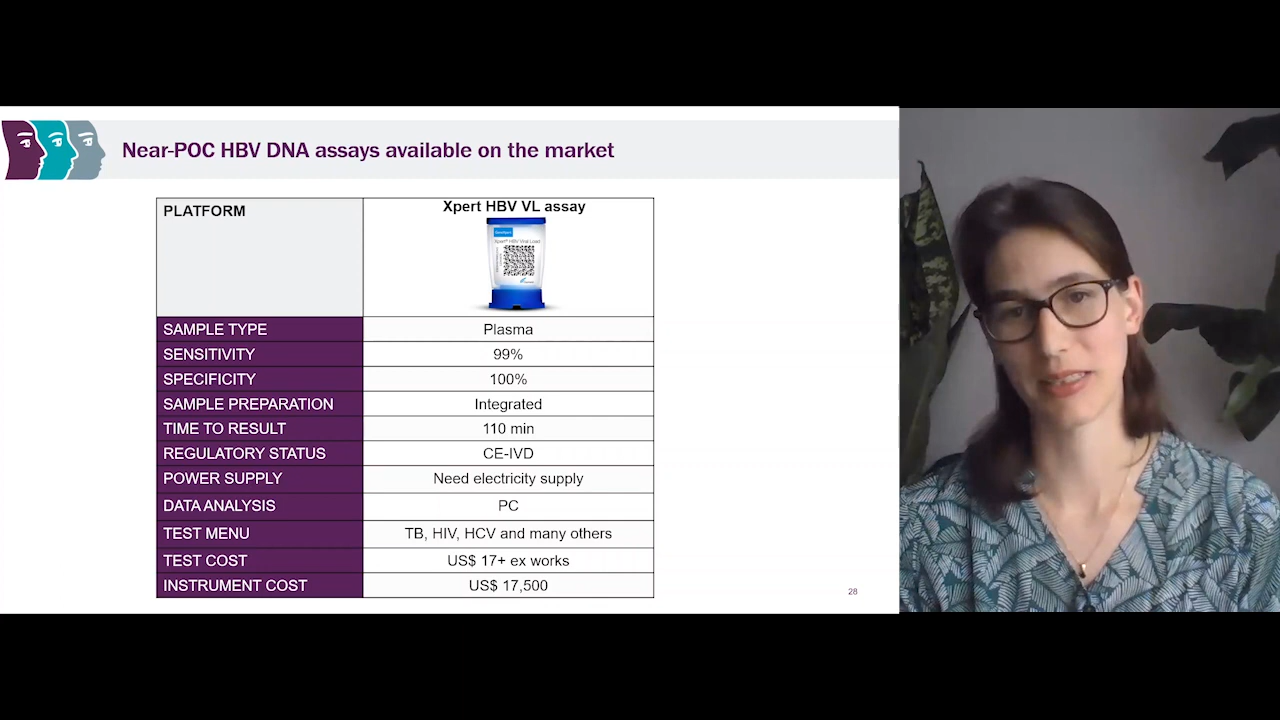 Near-POC HBV DNA assays available on the market
PLATFORM
Xpert HBV VL assay
SAMPLE TYPE
Plasma
SENSITIVITY
99%
SPECIFICITY
100%
SAMPLE PREPARATION
Integrated
TIME TO RESULT
110 min
REGULATORY STATUS
CE-IVD
POWER SUPPLY
Need electricity supply
DATA ANALYSIS
PC
TEST MENU
TB, HIV, HCV and many others
TEST COST
US$ 17+ ex works
INSTRUMENT COST
US$ 17,500
28